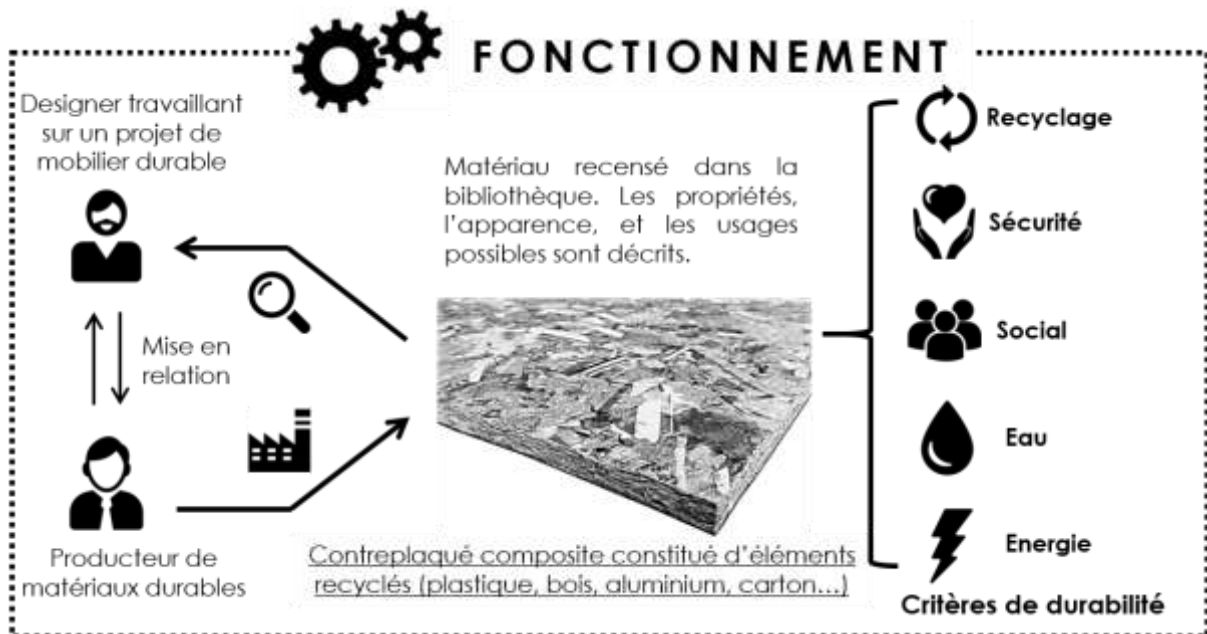 FONCTIONNEMENT
Designer travaillant
sur un projet de
mobilier durable
Mise en
relation
Producteur de
matériaux durables
Matériau recensé dans la
bibliothèque. Les propriétés,
l'apparence, et les usages
possibles sont décrits.
Contreplaqué composite constitué d'éléments
recyclés (plastique, bois, aluminium, carton...)
Recyclage
Sécurité
Social
Eau
Energie
Critères de durabilité